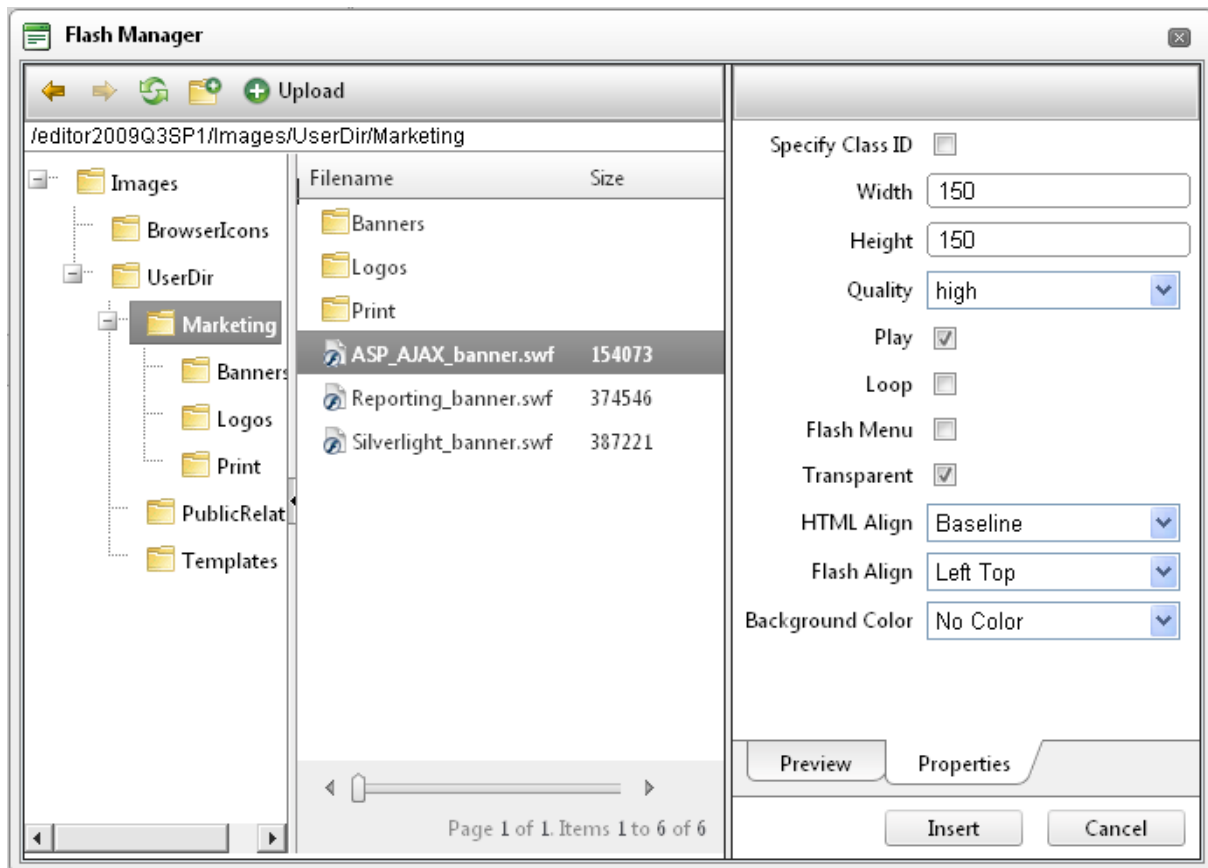 Flash Manager
Upload
/editor2009Q3SP1/Images/UserDir/Marketing
Images
BrowserIcons
UserDir
Marketing
Banners
Logos
Print
PublicRelat
Templates
Filename Size
Banners
Logos
Print
ASP_AJAX_banner.swf 154073
Reporting_banner.swf 374546
Silverlight_banner.swf 387221
Page 1 of 1. Items 1 to 6 of 6
Specify Class ID
Width 150
Height 150
Quality high
Play
Loop
Flash Menu
Transparent
HTML Align Baseline
Flash Align Left Top
Background Color No Color
Preview Properties
Insert Cancel